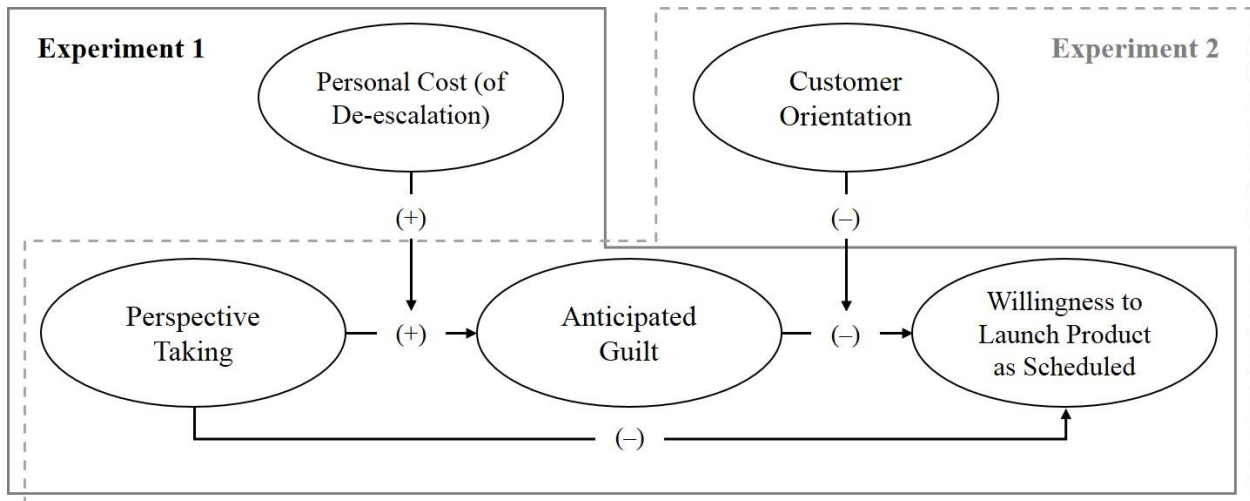 Experiment 1
Personal Cost (of
De-escalation)
Customer
Orientation
Experiment 2
(+)
(–)
Perspective
Taking
(+)
Anticipated
Guilt
(–)
Willingness to
Launch Product
as Scheduled
(–)